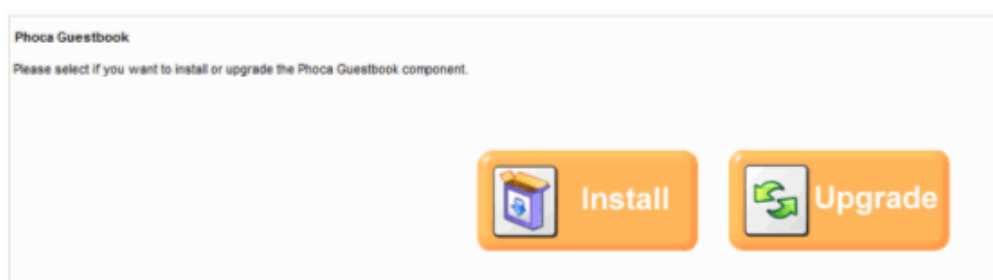 Phoca Guestbook
Please select if you want to install or upgrade the Phoca Guestbook component.
Install
Upgrade